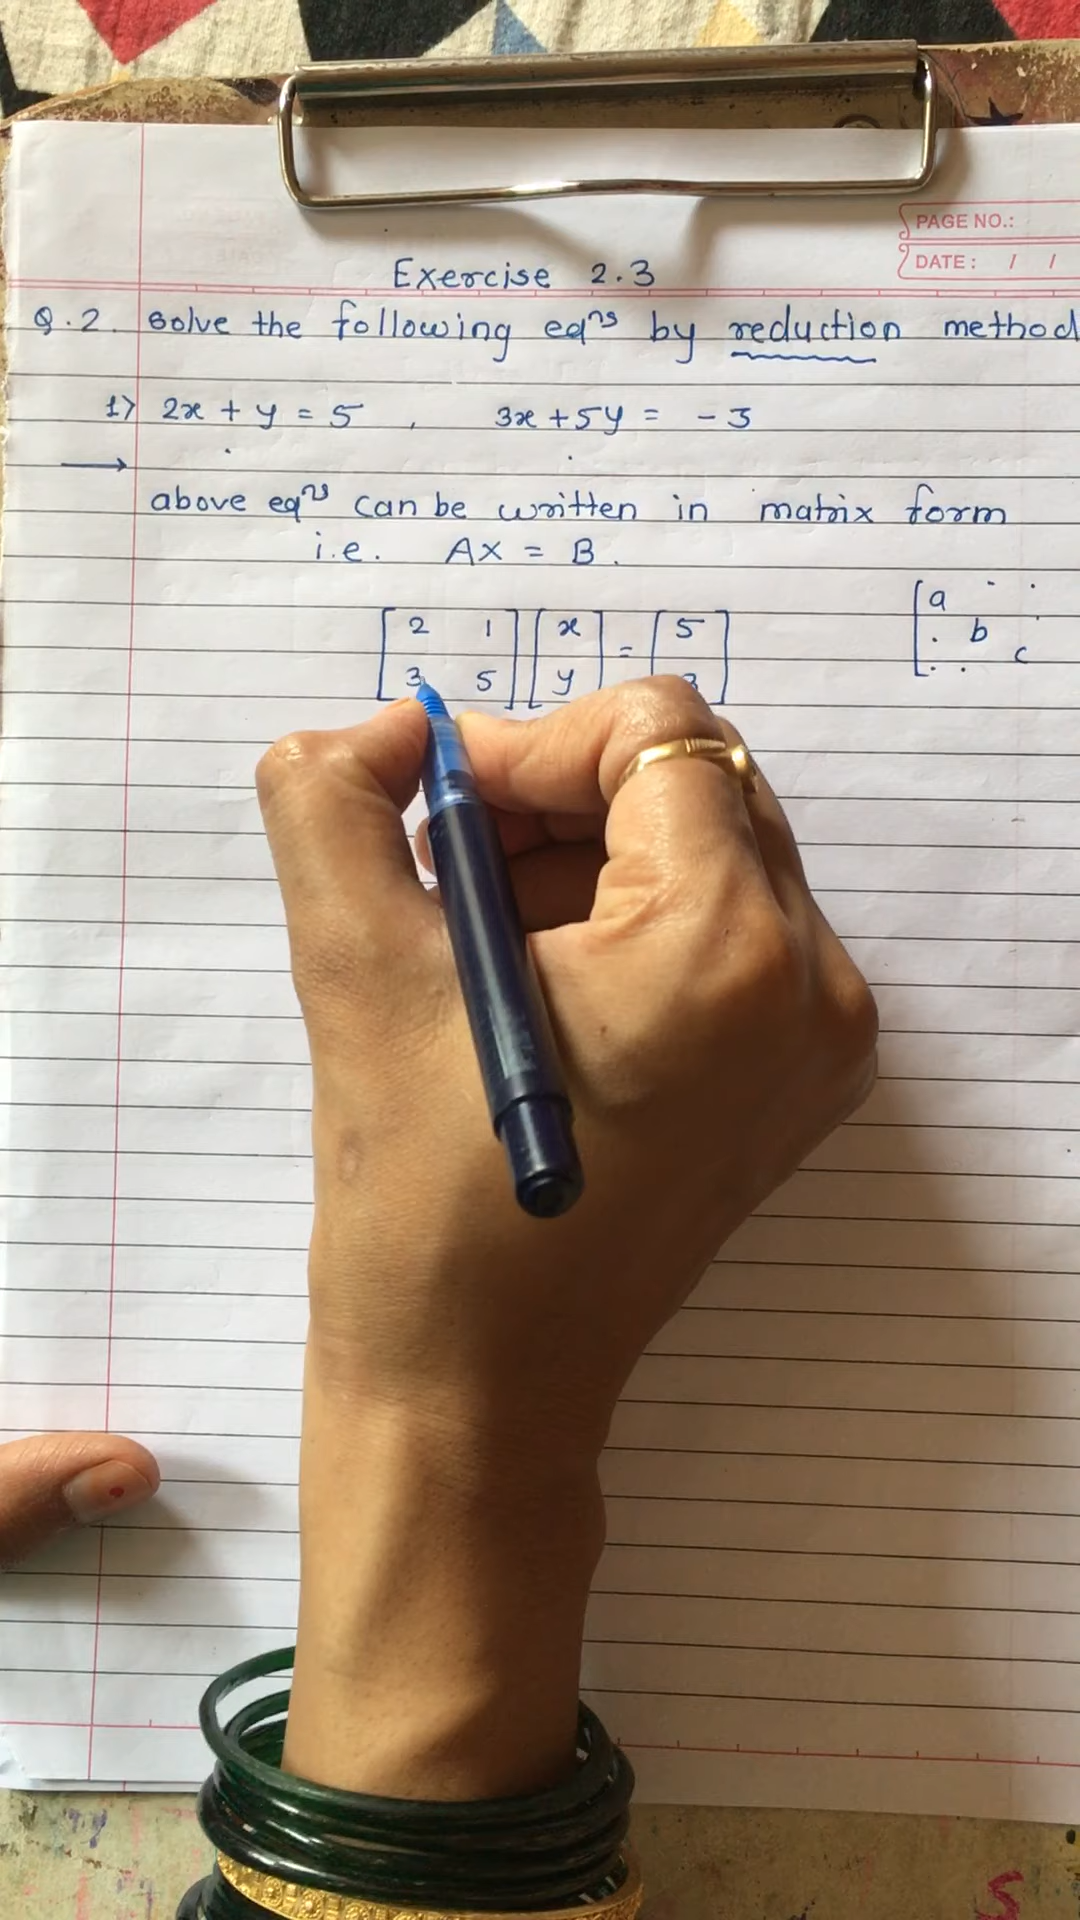 PAGE NO.:
DATE: / /
Exercise 2.3
Q.2. solve the following eqns by reduction method
1) 2x + y = 5 , 3x + 5y = -3
→ above eqns can be written in matrix form
i.e. AX = B.
[2 1] [x] = [5]
[3 5] [y]
[a
b
c
S